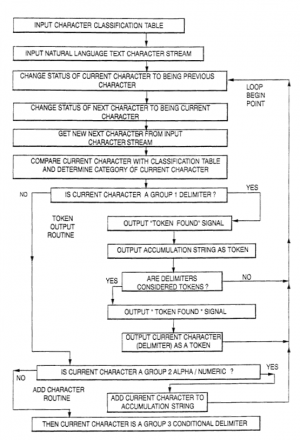 INPUT CHARACTER CLASSIFICATION TABLE
INPUT NATURAL LANGUAGE TEXT CHARACTER STREAM
CHANGE STATUS OF CURRENT CHARACTER TO BEING PREVIOUS
CHARACTER
LOOP
BEGIN
POINT
CHANGE STATUS OF NEXT CHARACTER TO BEING CURRENT
CHARACTER
GET NEW NEXT CHARACTER FROM INPUT
CHARACTER STREAM
COMPARE CURRENT CHARACTER WITH CLASSIFICATION TABLE
AND DETERMINE CATEGORY OF CURRENT CHARACTER
NO
IS CURRENT CHARACTER A GROUP 1 DELIMITER ?
YES
TOKEN
OUTPUT
ROUTINE
OUTPUT "TOKEN FOUND" SIGNAL
OUTPUT ACCUMULATION STRING AS TOKEN
YES
ARE DELIMITERS
CONSIDERED TOKENS ?
NO
OUTPUT " TOKEN FOUND " SIGNAL
OUTPUT CURRENT CHARACTER
(DELIMITER) AS A TOKEN
NO
IS CURRENT CHARACTER A GROUP 2 ALPHA / NUMERIC ?
YES
ADD CHARACTER
ROUTINE
ADD CURRENT CHARACTER TO
ACCUMULATION STRING
THEN CURRENT CHARACTER IS A GROUP 3 CONDITIONAL DELIMITER